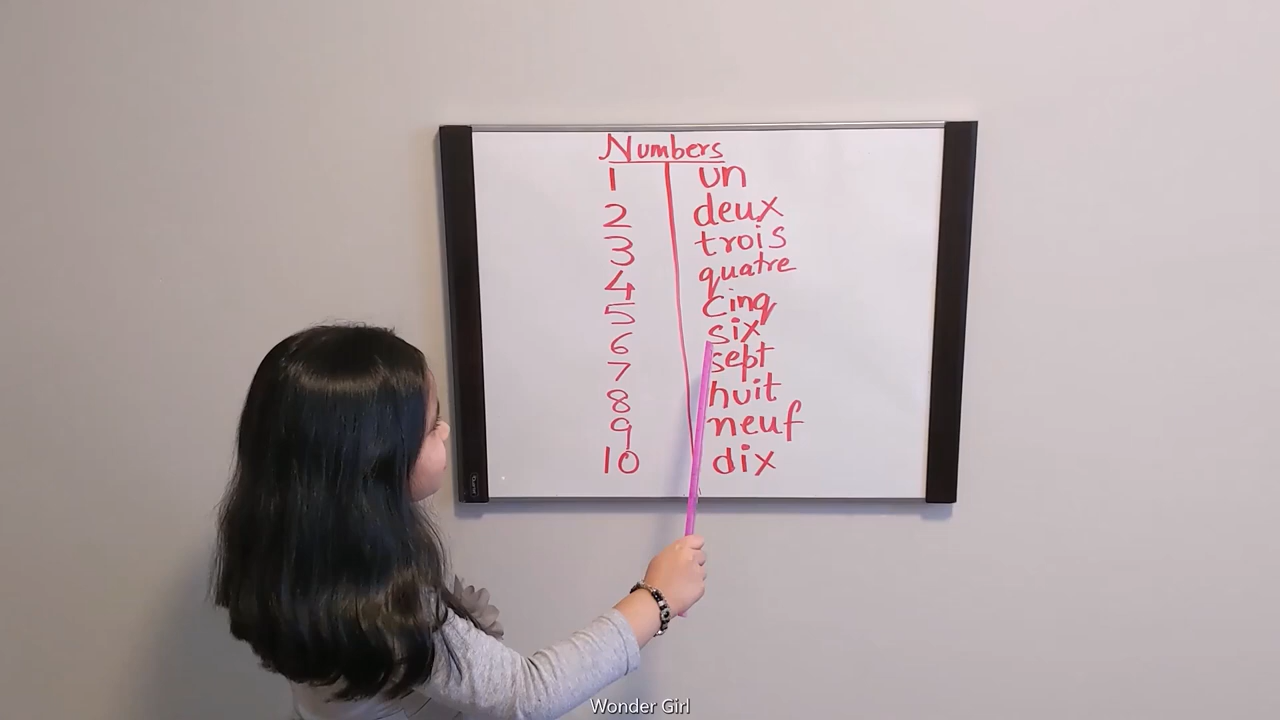 Numbers
1 un
2 deux
3 trois
4 quatre
5 cinq
6 six
7 sept
8 huit
9 neuf
10 dix
Wonder Girl